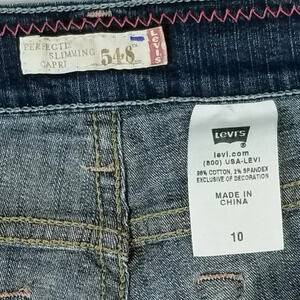 PERFECTLY
SLIMMING
CAPRI
548™
LEVI'S
LEVI'S
levi.com
(800) USA-LEVI
98% COTTON, 2% SPANDEX
EXCLUSIVE OF DECORATION
MADE IN
CHINA
10